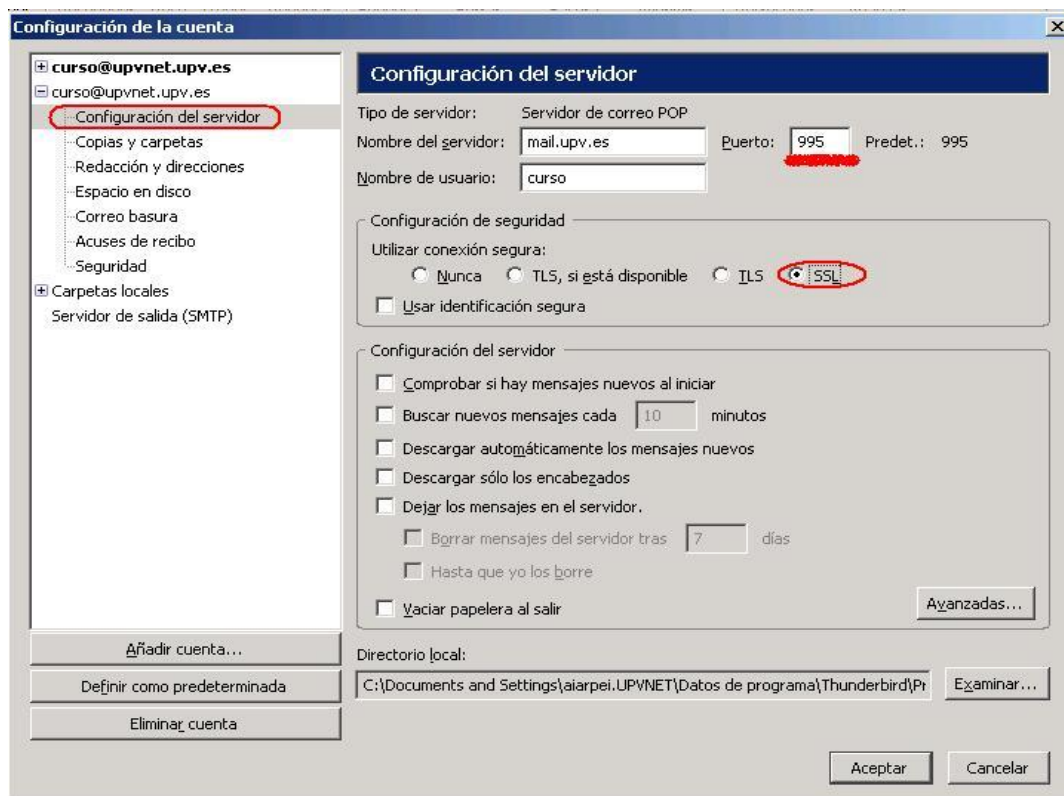 Configuración de la cuenta
curso@upvnet.upv.es
curso@upvnet.upv.es
Configuración del servidor
Copias y carpetas
Redacción y direcciones
Espacio en disco
Correo basura
Acuses de recibo
Seguridad
Carpetas locales
Servidor de salida (SMTP)
Añadir cuenta...
Definir como predeterminada
Eliminar cuenta
Configuración del servidor
Tipo de servidor: Servidor de correo POP
Nombre del servidor: mail.upv.es Puerto: 995 Predet.: 995
Nombre de usuario: curso
Configuración de seguridad
Utilizar conexión segura:
Nunca TLS, si está disponible TLS SSL
Usar identificación segura
Configuración del servidor
Comprobar si hay mensajes nuevos al iniciar
Buscar nuevos mensajes cada 10 minutos
Descargar automáticamente los mensajes nuevos
Descargar sólo los encabezados
Dejar los mensajes en el servidor.
Borrar mensajes del servidor tras 7 días
Hasta que yo los borre
Vaciar papelera al salir
Avanzadas...
Directorio local:
C:\Documents and Settings\aiarpei.UPVNET\Datos de programa\Thunderbird\Pr Examinar...
Aceptar Cancelar